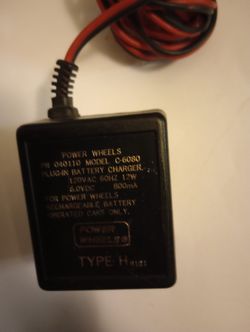 POWER WHEELS
PN 040110 MODEL C-6080
PLUG-IN BATTERY CHARGER
120VAC 60HZ 12W
6.0VDC 800mA
FOR POWER WHEELS
RECHARGEABLE BATTERY
OPERATED CARS ONLY.
POWER
WHEELS®
TYPE: H